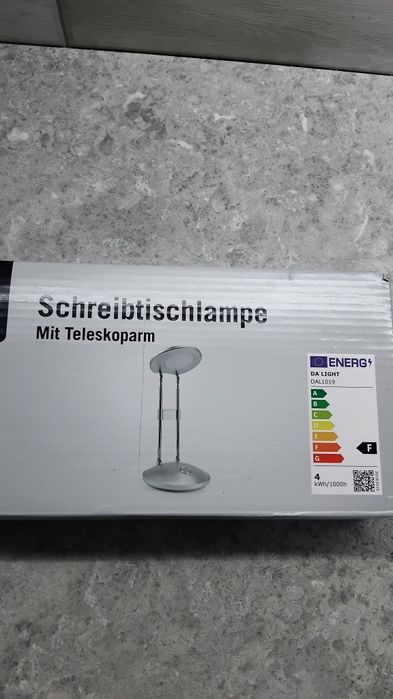 Schreibtischlampe
Mit Teleskoparm
ENERG
DA LIGHT
DAL1019
A
B
C
D
E
F
G
F
4
kWh/1000h